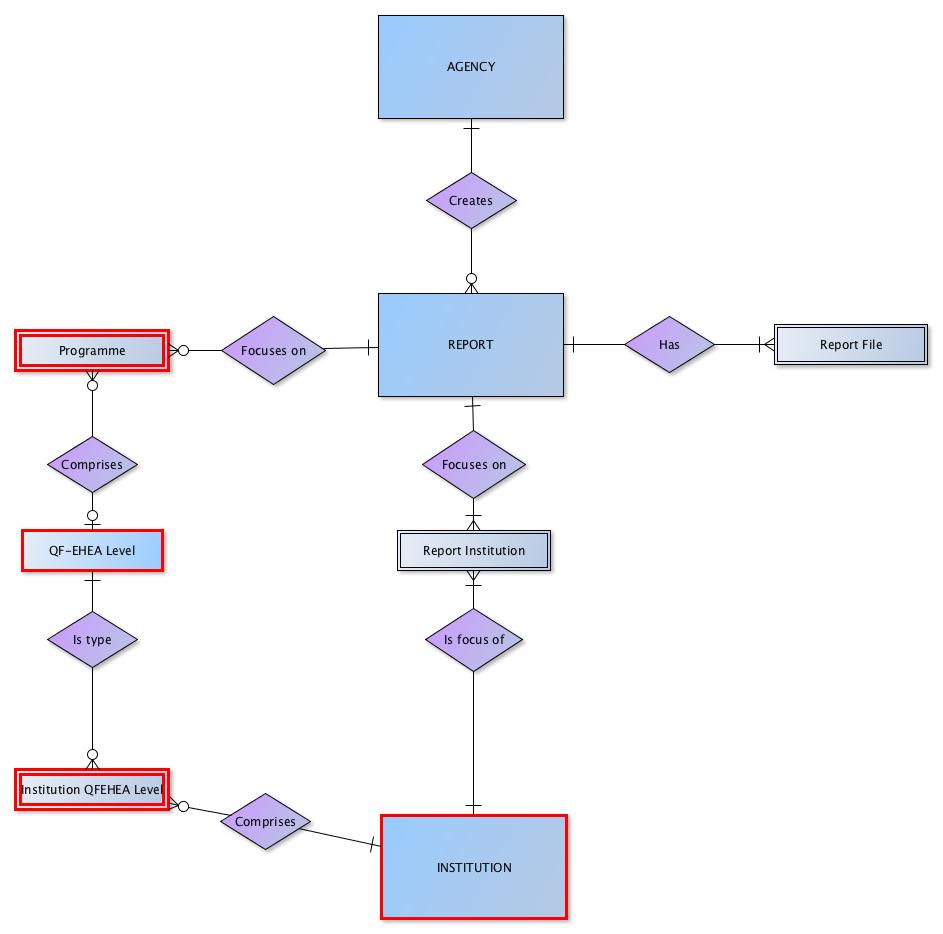 AGENCY
Creates
Programme
Focuses on
REPORT
Has
Report File
Comprises
Focuses on
QF-EHEA Level
Report Institution
Is type
Is focus of
Institution QFEHEA Level
Comprises
INSTITUTION